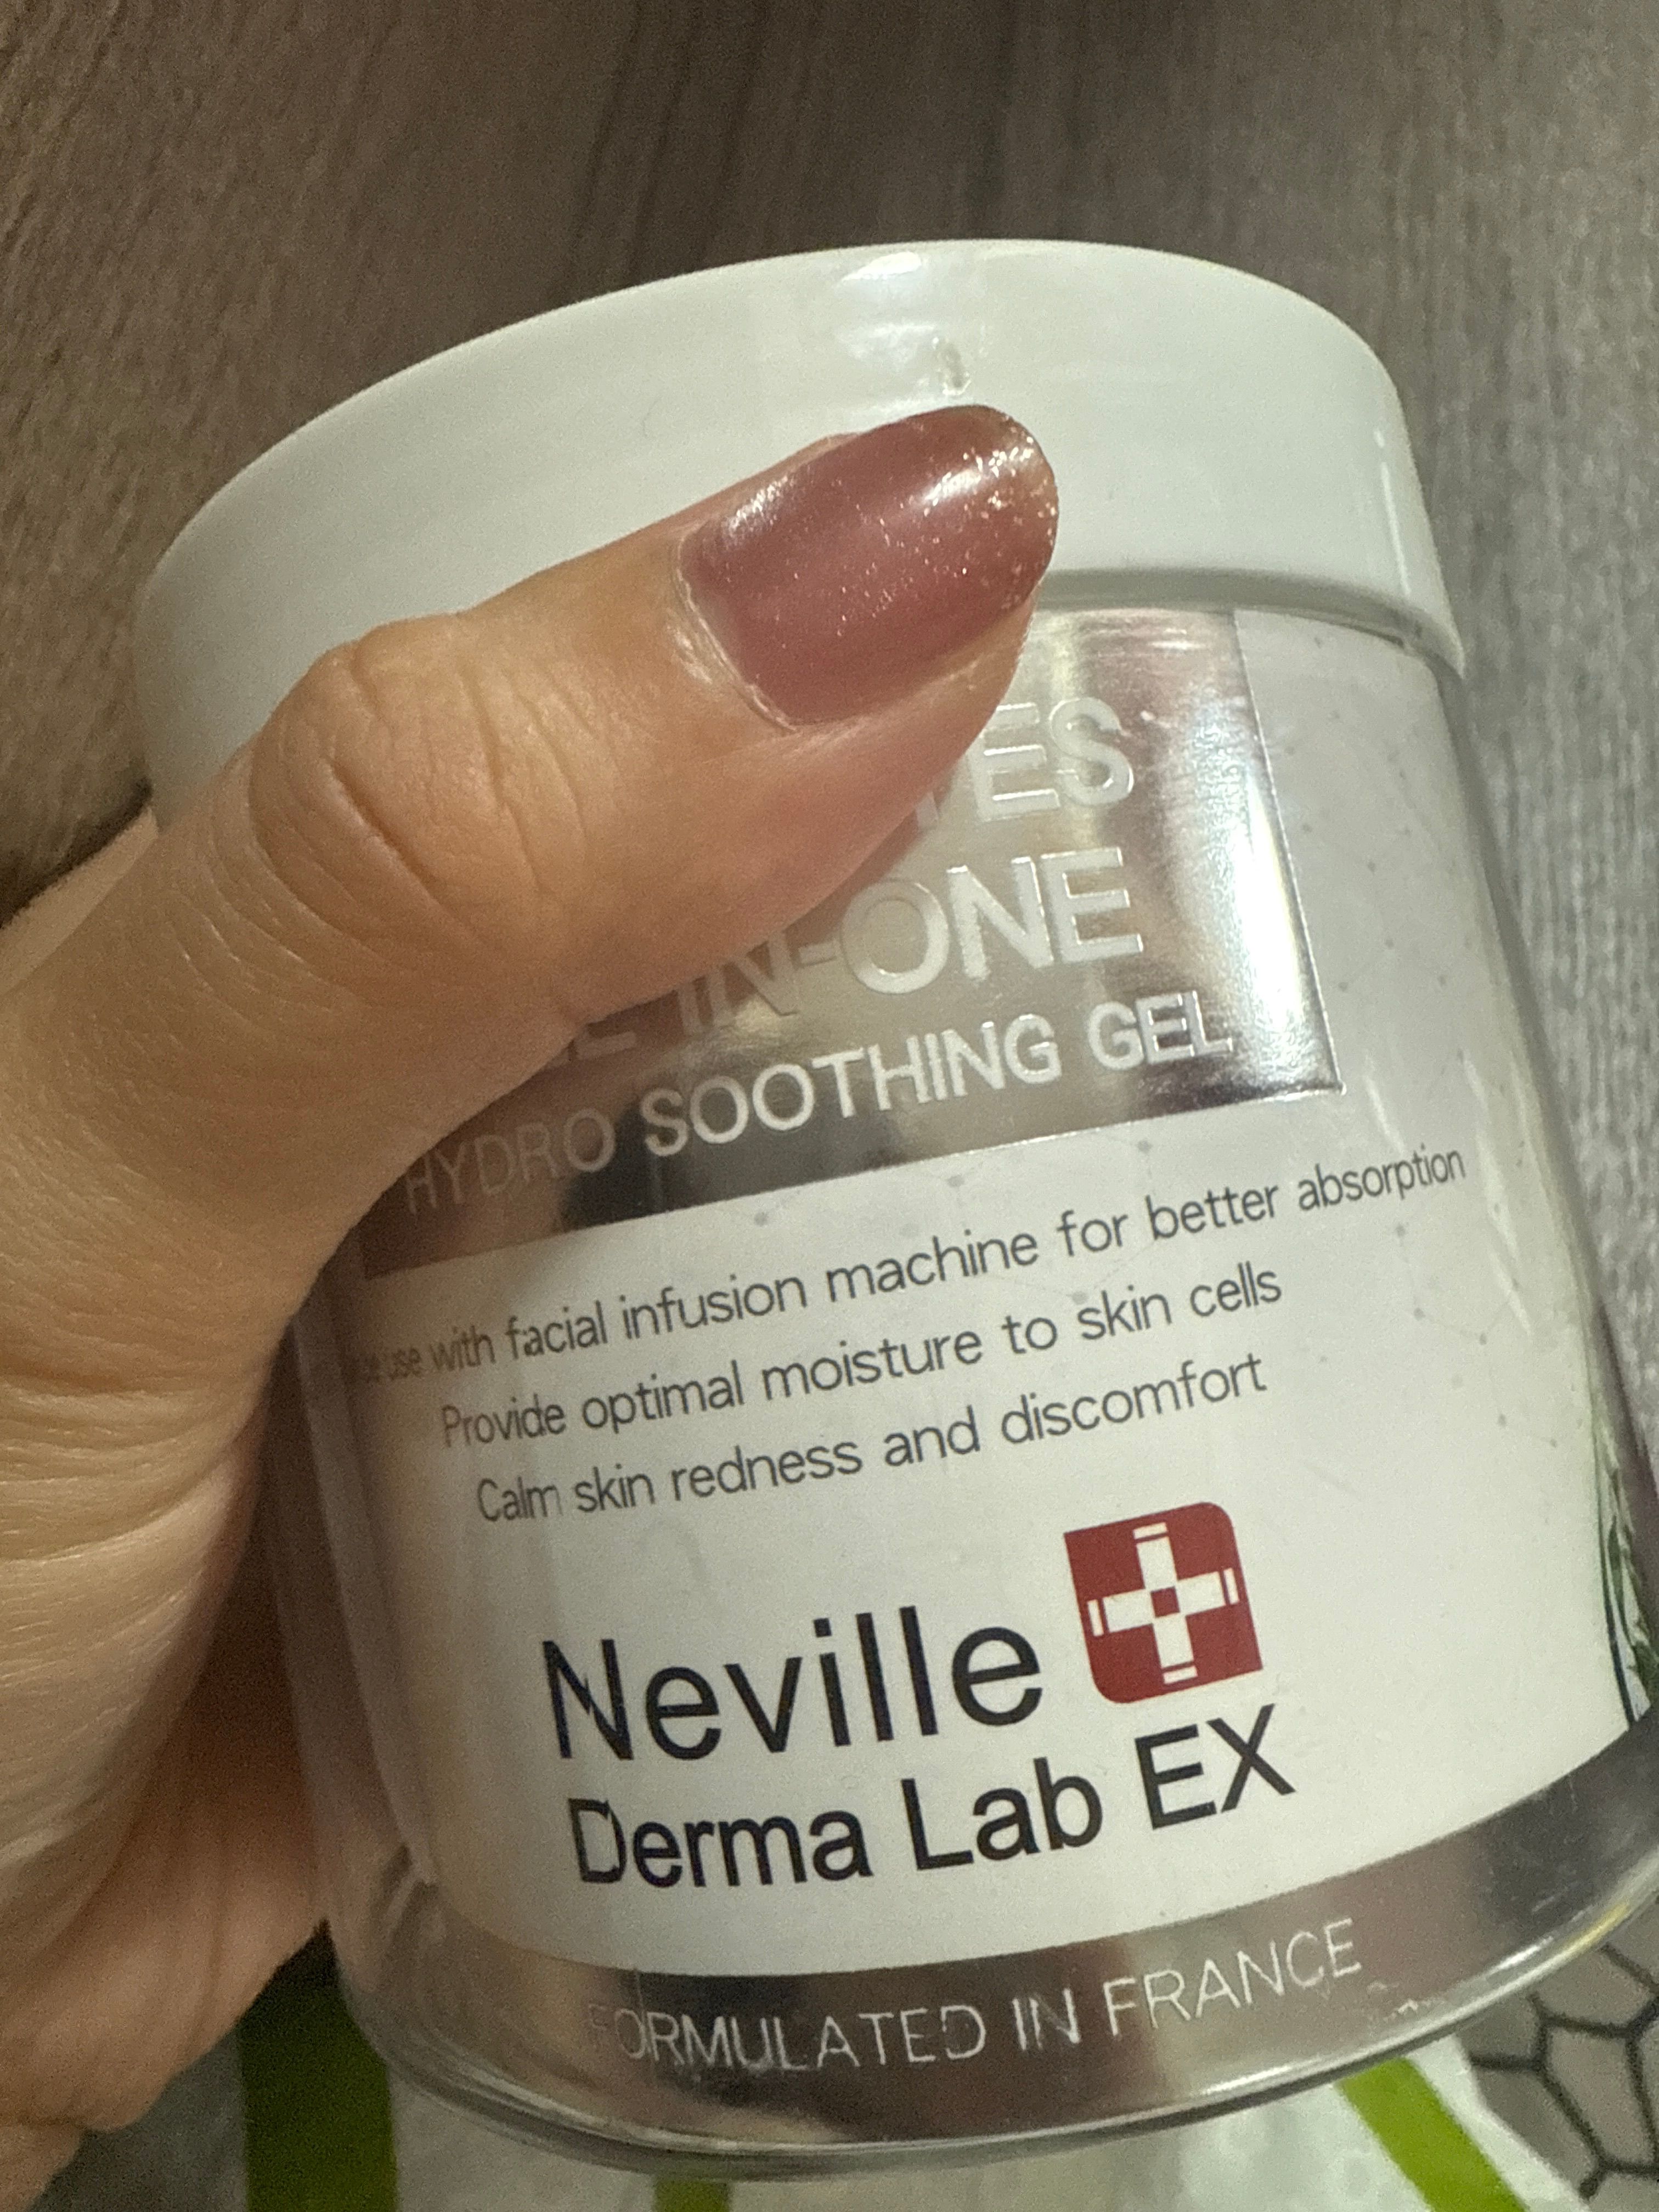 IN-ONE
HYDRO SOOTHING GEL
use with facial infusion machine for better absorption
Provide optimal moisture to skin cells
Calm skin redness and discomfort
Neville
Derma Lab EX
FORMULATED IN FRANCE